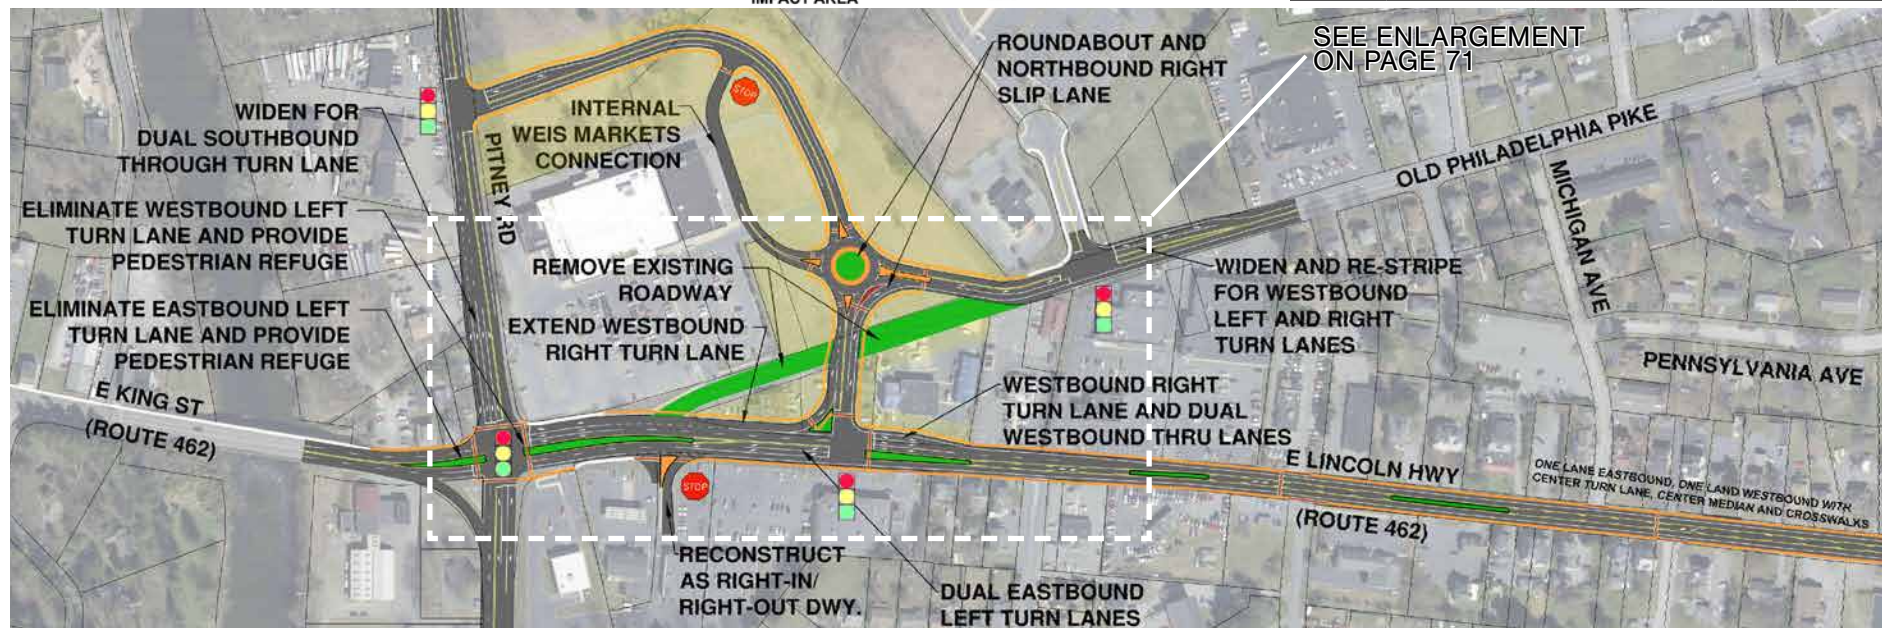 IMPACT AREA
SEE ENLARGEMENT
ON PAGE 71
ROUNDABOUT AND
NORTHBOUND RIGHT
SLIP LANE
WIDEN FOR
DUAL SOUTHBOUND
THROUGH TURN LANE
INTERNAL
WEIS MARKETS
CONNECTION
STOP
PITNEY RD
OLD PHILADELPHIA PIKE
MICHIGAN AVE
ELIMINATE WESTBOUND LEFT
TURN LANE AND PROVIDE
PEDESTRIAN REFUGE
REMOVE EXISTING
ROADWAY
WIDEN AND RE-STRIPE
FOR WESTBOUND
LEFT AND RIGHT
TURN LANES
ELIMINATE EASTBOUND LEFT
TURN LANE AND PROVIDE
PEDESTRIAN REFUGE
EXTEND WESTBOUND
RIGHT TURN LANE
PENNSYLVANIA AVE
E KING ST
(ROUTE 462)
WESTBOUND RIGHT
TURN LANE AND DUAL
WESTBOUND THRU LANES
E LINCOLN HWY
(ROUTE 462)
ONE LANE EASTBOUND, ONE LAND WESTBOUND WITH
CENTER TURN LANE, CENTER MEDIAN AND CROSSWALKS
STOP
RECONSTRUCT
AS RIGHT-IN/
RIGHT-OUT DWY.
DUAL EASTBOUND
LEFT TURN LANES